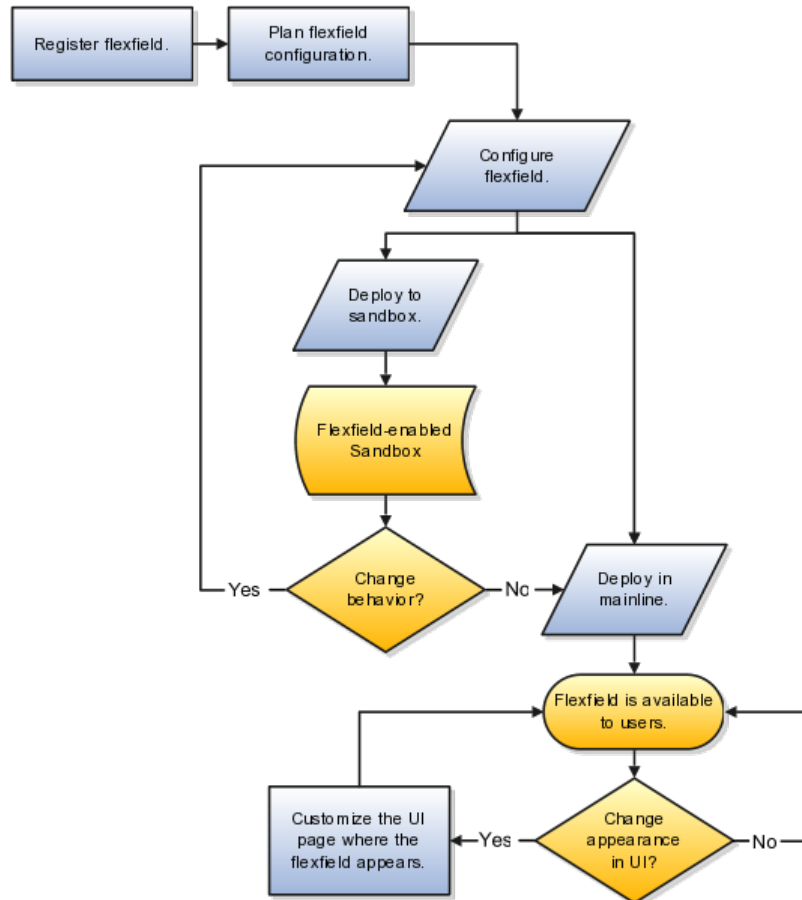 Register flexfield.
Plan flexfield
configuration.
Configure
flexfield.
Deploy to
sandbox.
Flexfield-enabled
Sandbox
Change
behavior?
Yes
No
Deploy in
mainline.
Flexfield is available
to users.
Customize the UI
page where the
flexfield appears.
Yes
Change
appearance
in UI?
No